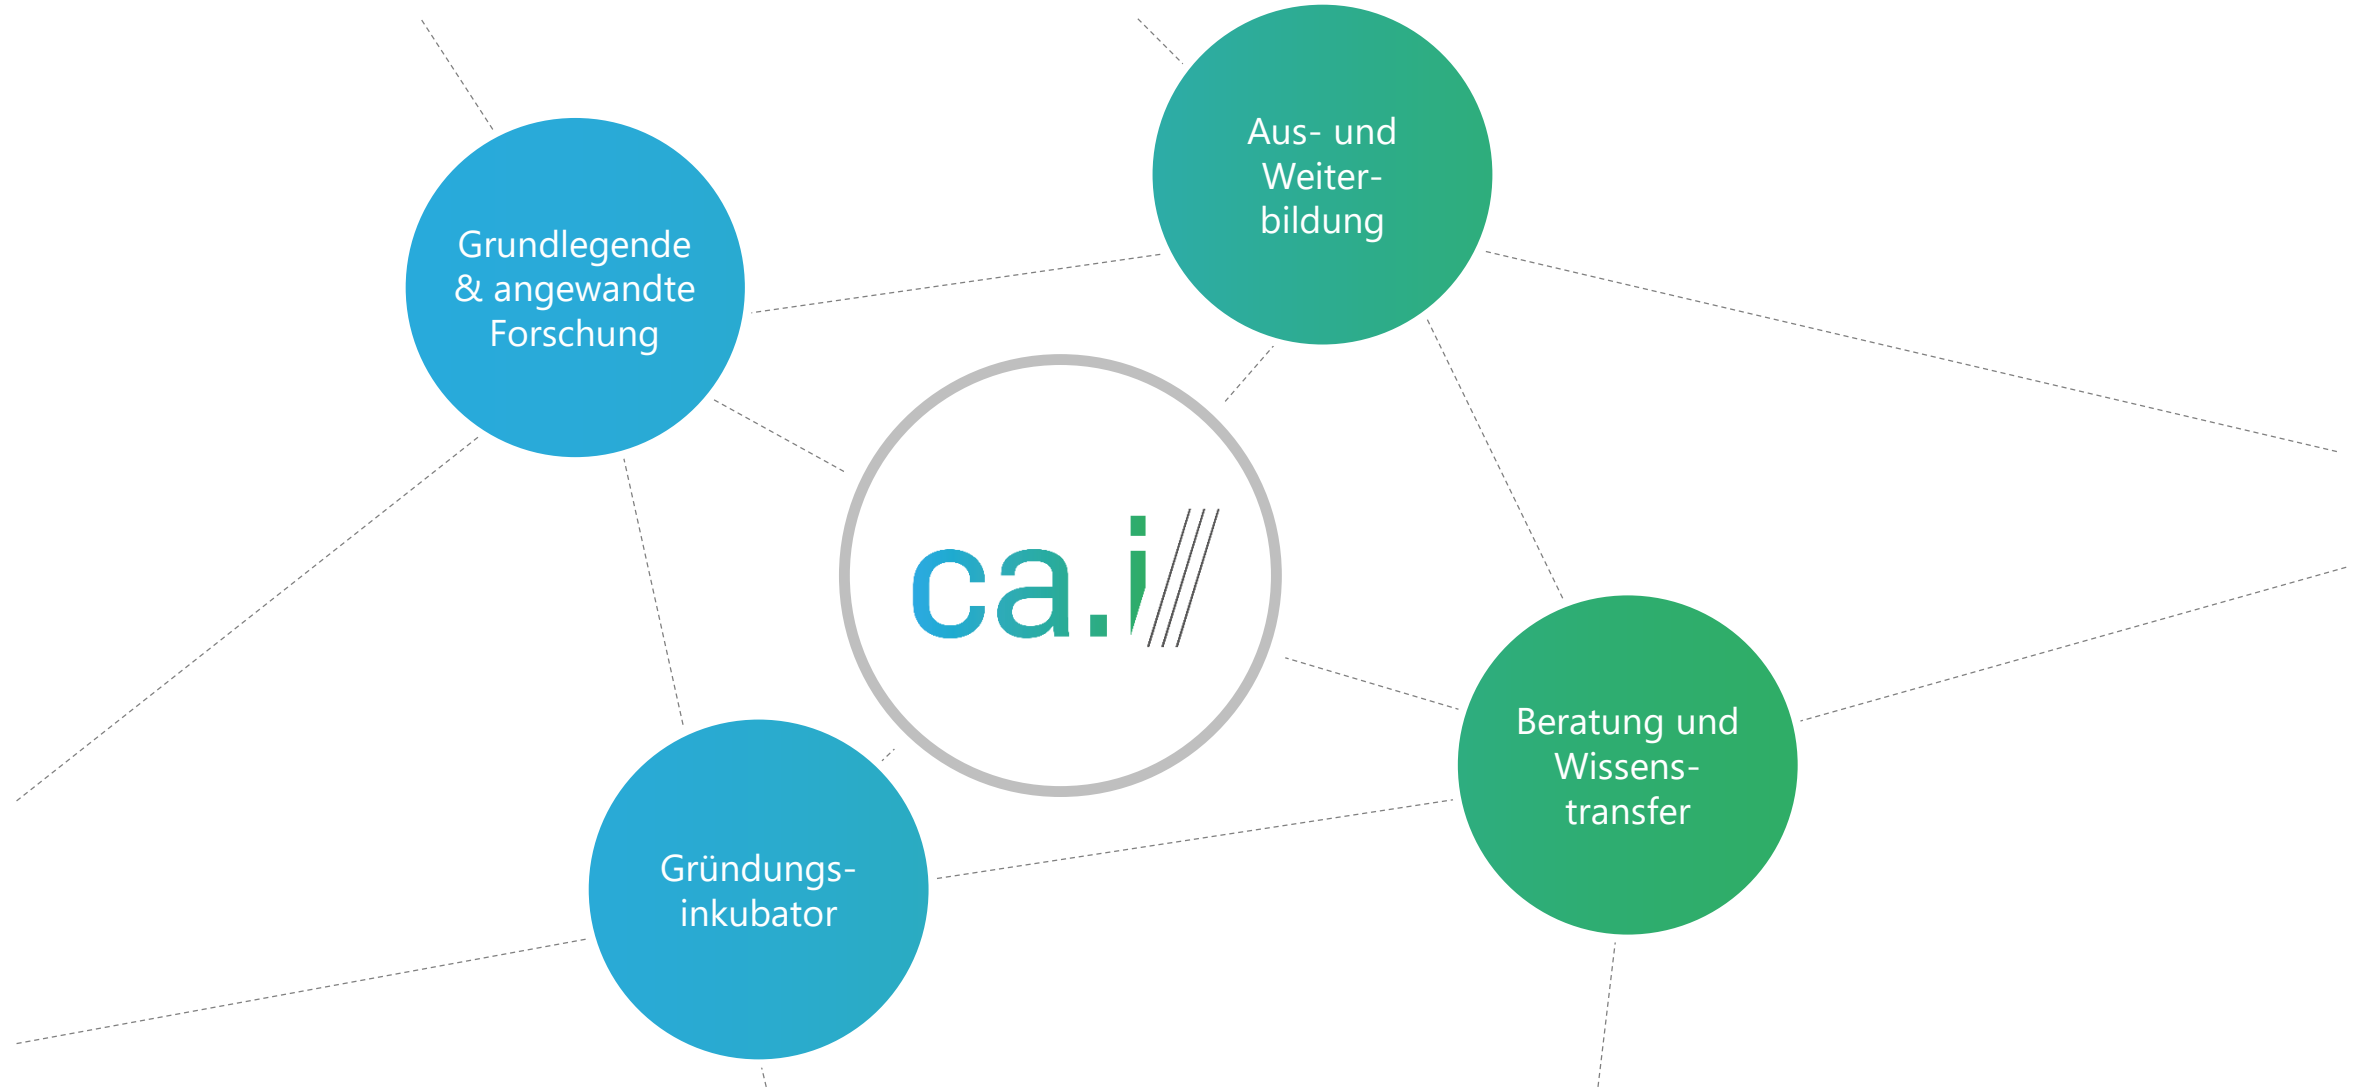 Aus- und
Weiter-
bildung
Grundlegende
& angewandte
Forschung
ca.i
Beratung und
Wissens-
transfer
Gründungs-
inkubator